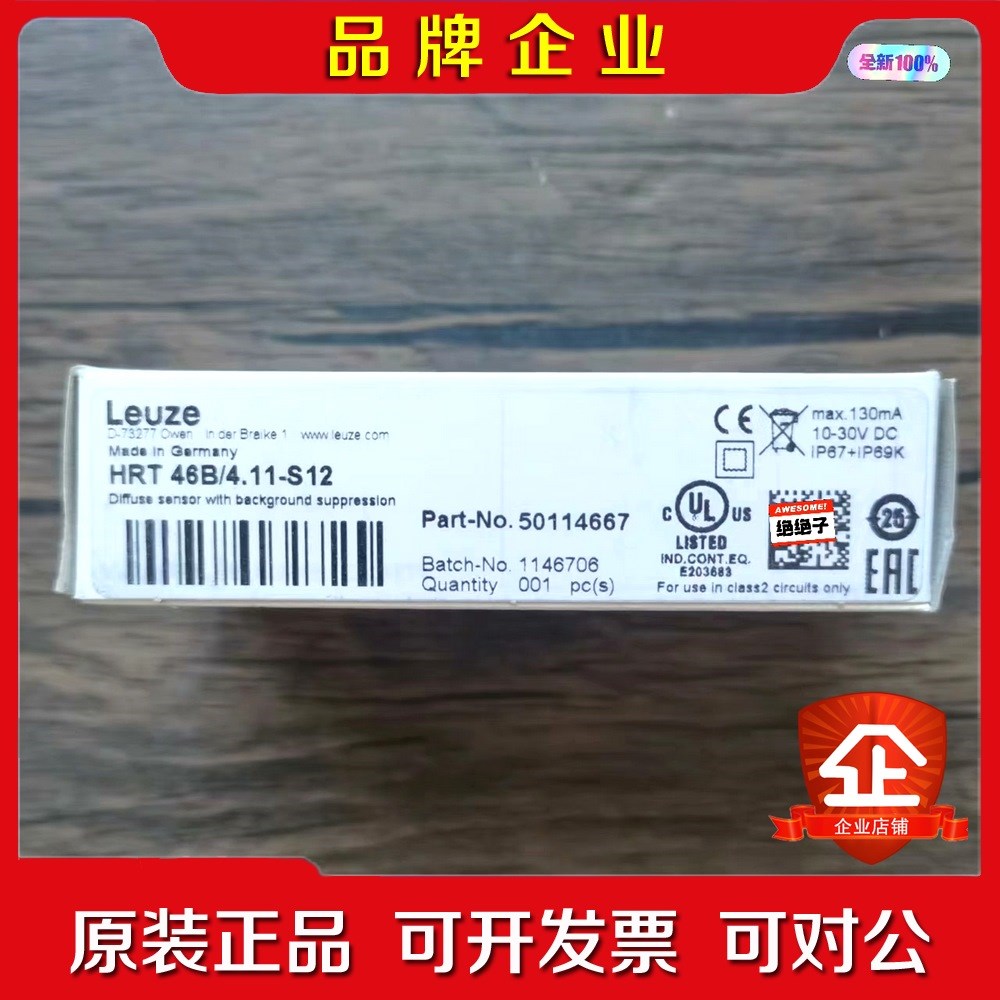 品牌企业
全新100%
Leuze
D-73277 Owen In der Braike 1 www.leuze.com
Made in Germany
HRT 46B/4.11-S12
Diffuse sensor with background suppression
Part-No. 50114667
Batch-No. 1146706
Quantity 001 pc(s)
CE
max.130mA
10-30V DC
IP67+IP69K
C UL US
LISTED
IND.CONT.EQ.
E203683
For use in class2 circuits only
AWESOME!
绝绝子
25
EAC
企
企业店铺
原装正品 可开发票 可对公